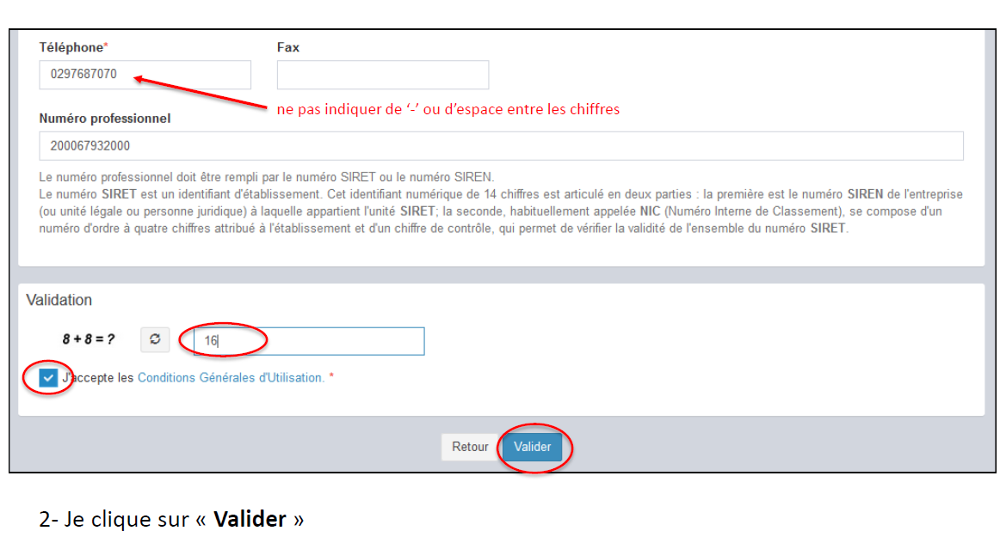 Téléphone* Fax
0297687070
ne pas indiquer de ‘-’ ou d’espace entre les chiffres
Numéro professionnel
200067932000
Le numéro professionnel doit être rempli par le numéro SIRET ou le numéro SIREN.
Le numéro SIRET est un identifiant d'établissement. Cet identifiant numérique de 14 chiffres est articulé en deux parties : la première est le numéro SIREN de l'entreprise
(ou unité légale ou personne juridique) à laquelle appartient l'unité SIRET; la seconde, habituellement appelée NIC (Numéro Interne de Classement), se compose d'un
numéro d'ordre à quatre chiffres attribué à l'établissement et d'un chiffre de contrôle, qui permet de vérifier la validité de l'ensemble du numéro SIRET.
Validation
8 + 8 = ? 16
J'accepte les Conditions Générales d'Utilisation. *
Retour Valider
2- Je clique sur « Valider »